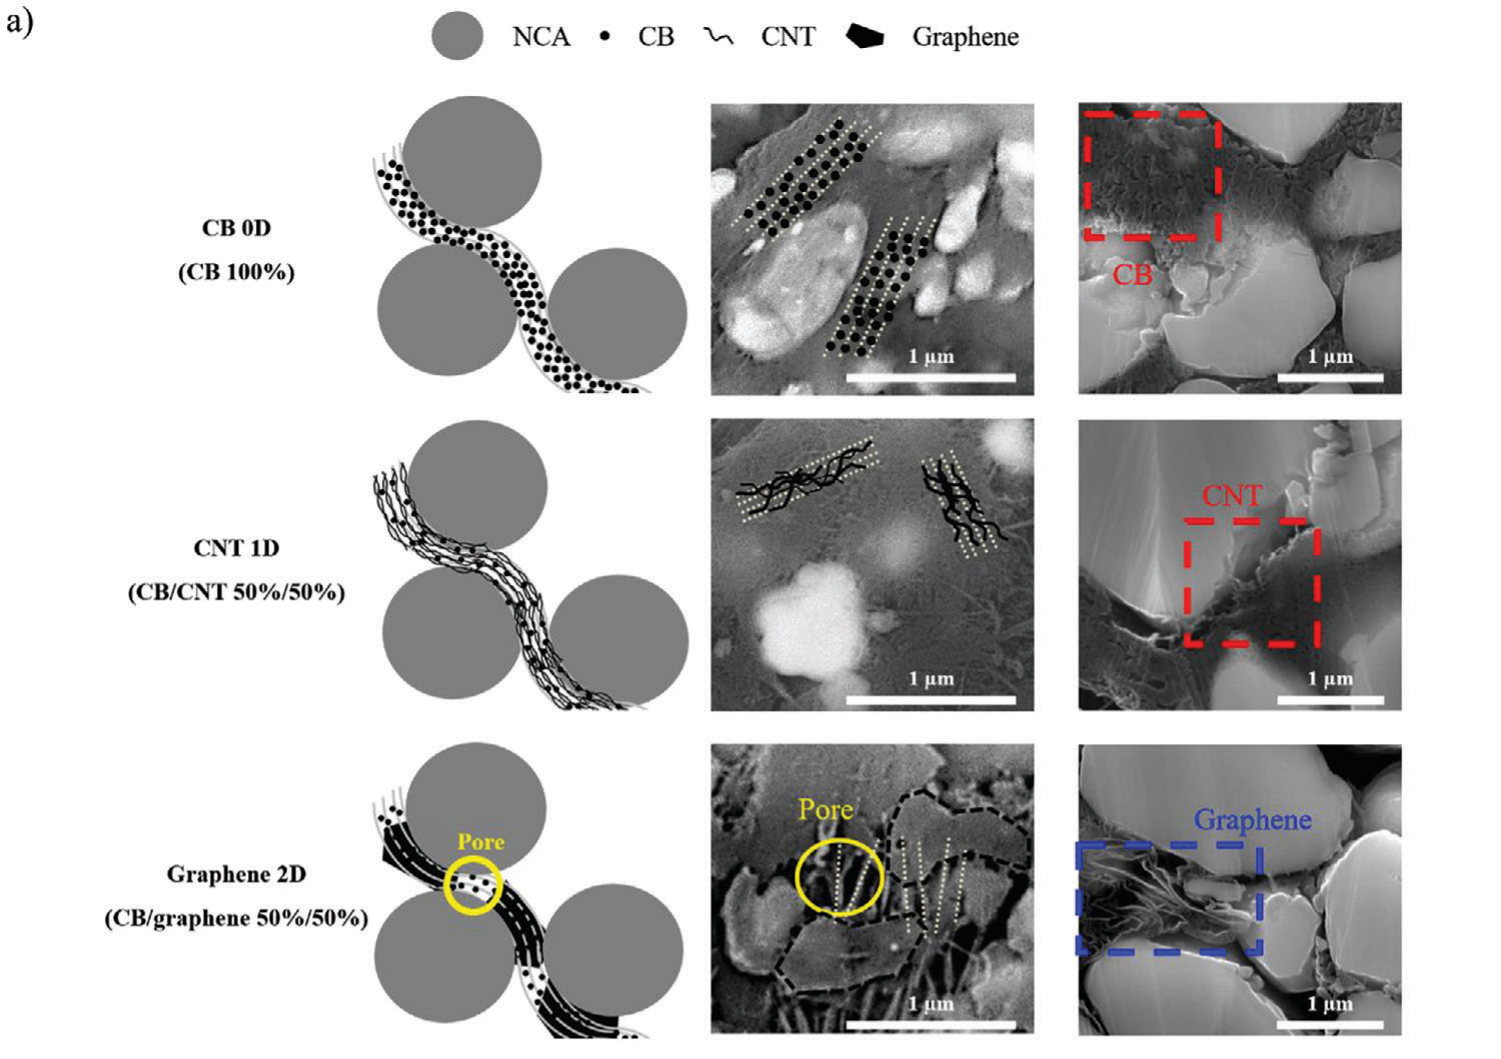 a)
NCA CB CNT Graphene
CB 0D
(CB 100%)
1 μm
CB
1 μm
CNT 1D
(CB/CNT 50%/50%)
1 μm
CNT
1 μm
Graphene 2D
(CB/graphene 50%/50%)
Pore
Pore
1 μm
Graphene
1 μm